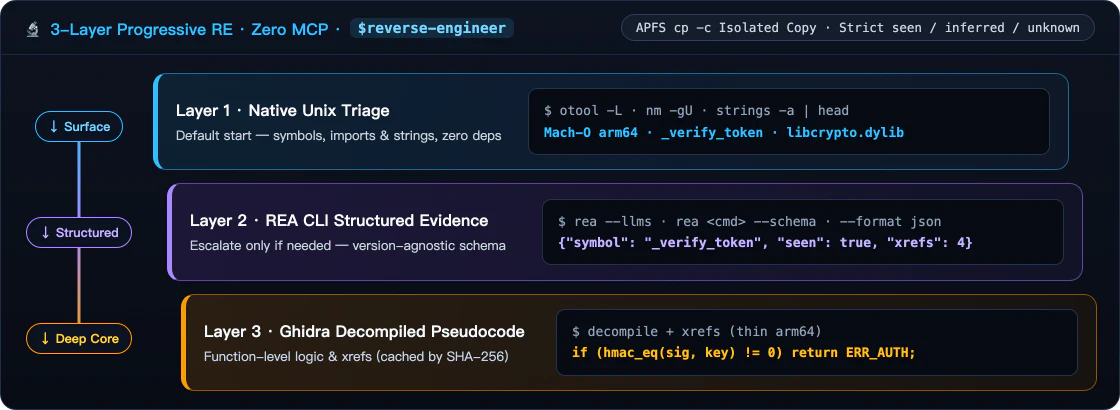 3-Layer Progressive RE · Zero MCP · $reverse-engineer
APFS cp -c Isolated Copy · Strict seen / inferred / unknown
↓ Surface
Layer 1 · Native Unix Triage
Default start — symbols, imports & strings, zero deps
$ otool -L · nm -gU · strings -a | head
Mach-O arm64 · _verify_token · libcrypto.dylib
↓ Structured
Layer 2 · REA CLI Structured Evidence
Escalate only if needed — version-agnostic schema
$ rea --llms · rea <cmd> --schema · --format json
{"symbol": "_verify_token", "seen": true, "xrefs": 4}
↓ Deep Core
Layer 3 · Ghidra Decompiled Pseudocode
Function-level logic & xrefs (cached by SHA-256)
$ decompile + xrefs (thin arm64)
if (hmac_eq(sig, key) != 0) return ERR_AUTH;